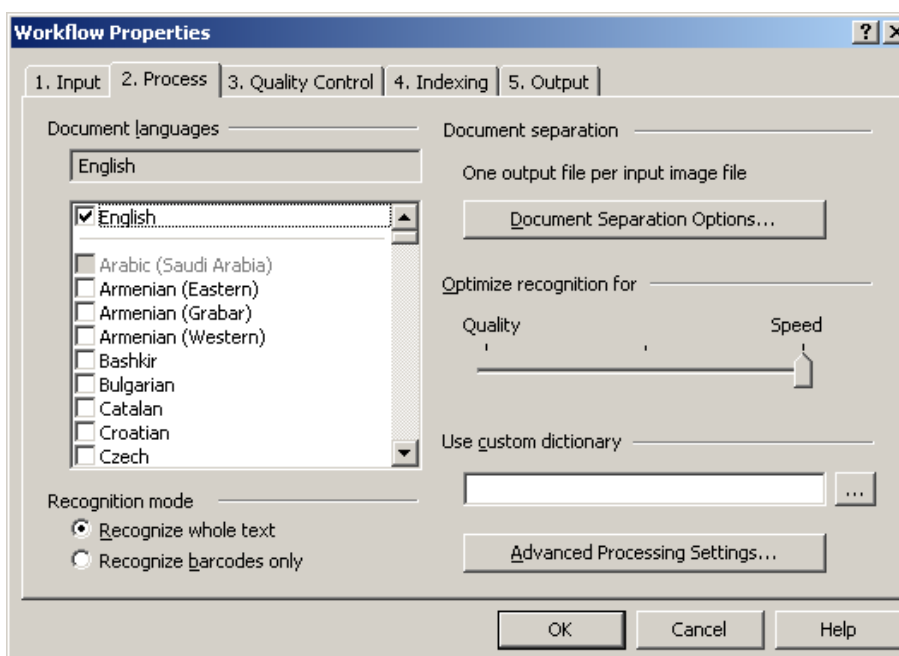 Workflow Properties
1. Input 2. Process 3. Quality Control 4. Indexing 5. Output
Document languages
English
English
Arabic (Saudi Arabia)
Armenian (Eastern)
Armenian (Grabar)
Armenian (Western)
Bashkir
Bulgarian
Catalan
Croatian
Czech
Recognition mode
Recognize whole text
Recognize barcodes only
Document separation
One output file per input image file
Document Separation Options...
Optimize recognition for
Quality Speed
Use custom dictionary
...
Advanced Processing Settings...
OK Cancel Help